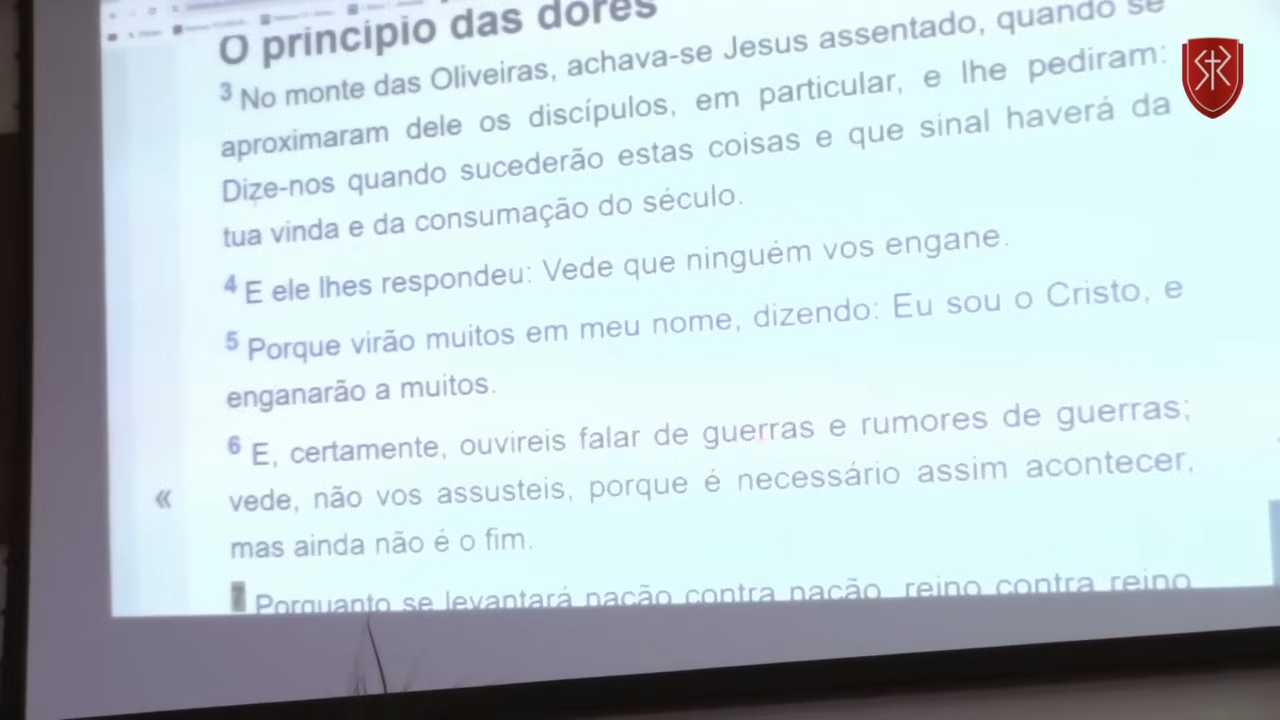 O principio das dores
3 No monte das Oliveiras, achava-se Jesus assentado, quando se
aproximaram dele os discípulos, em particular, e lhe pediram:
Dize-nos quando sucederão estas coisas e que sinal haverá da
tua vinda e da consumação do século.
4 E ele lhes respondeu: Vede que ninguém vos engane.
5 Porque virão muitos em meu nome, dizendo: Eu sou o Cristo, e
enganarão a muitos.
6 E, certamente, ouvireis falar de guerras e rumores de guerras;
vede, não vos assusteis, porque é necessário assim acontecer,
mas ainda não é o fim.
7 Porquanto se levantará nação contra nação, reino contra reino